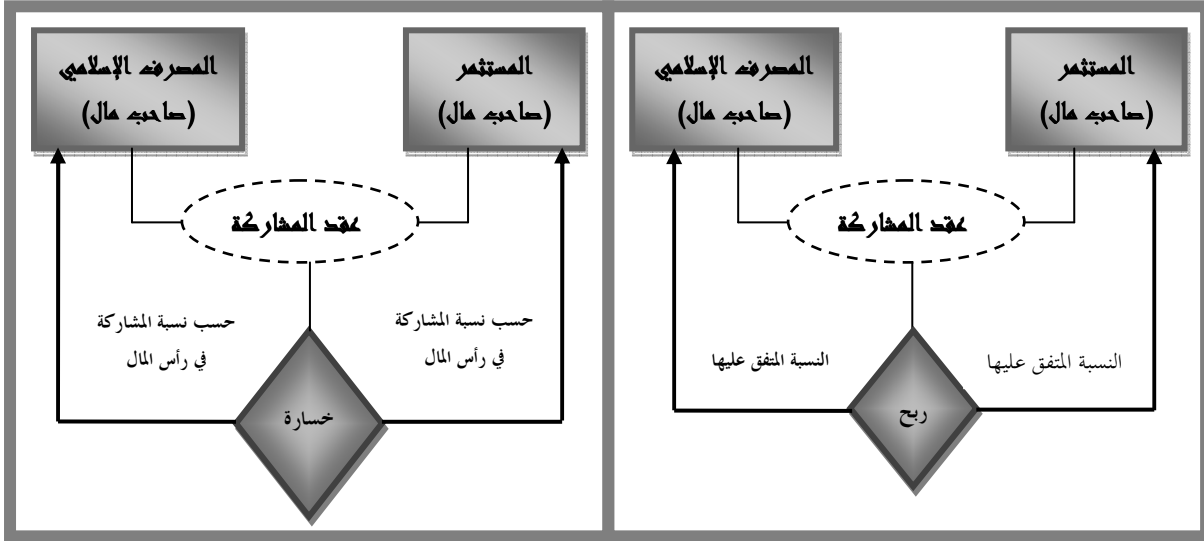 المستثمر
(صاحب مال)
المصرف الإسلامي
(صاحب مال)
عقد المشاركة
النسبة المتفق عليها
النسبة المتفق عليها
ربح
المستثمر
(صاحب مال)
المصرف الإسلامي
(صاحب مال)
عقد المشاركة
حسب نسبة المشاركة
في رأس المال
حسب نسبة المشاركة
في رأس المال
خسارة